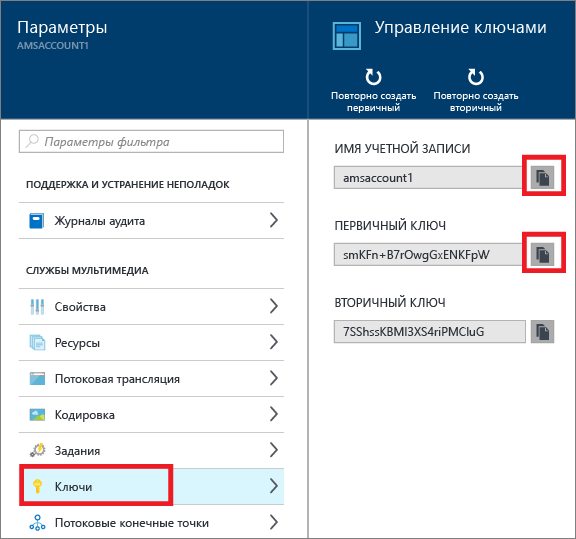 Параметры
AMSACCOUNT1
Параметры фильтра
ПОДДЕРЖКА И УСТРАНЕНИЕ НЕПОЛАДОК
Журналы аудита
СЛУЖБЫ МУЛЬТИМЕДИА
Свойства
Ресурсы
Потоковая трансляция
Кодировка
Задания
Ключи
Потоковые конечные точки
Управление ключами
Повторно создать
первичный
Повторно создать
вторичный
ИМЯ УЧЕТНОЙ ЗАПИСИ
amsaccount1
ПЕРВИЧНЫЙ КЛЮЧ
smKFn+B7rOwgGxENKFpW
ВТОРИЧНЫЙ КЛЮЧ
7SShssKBMI3XS4riPMCluG